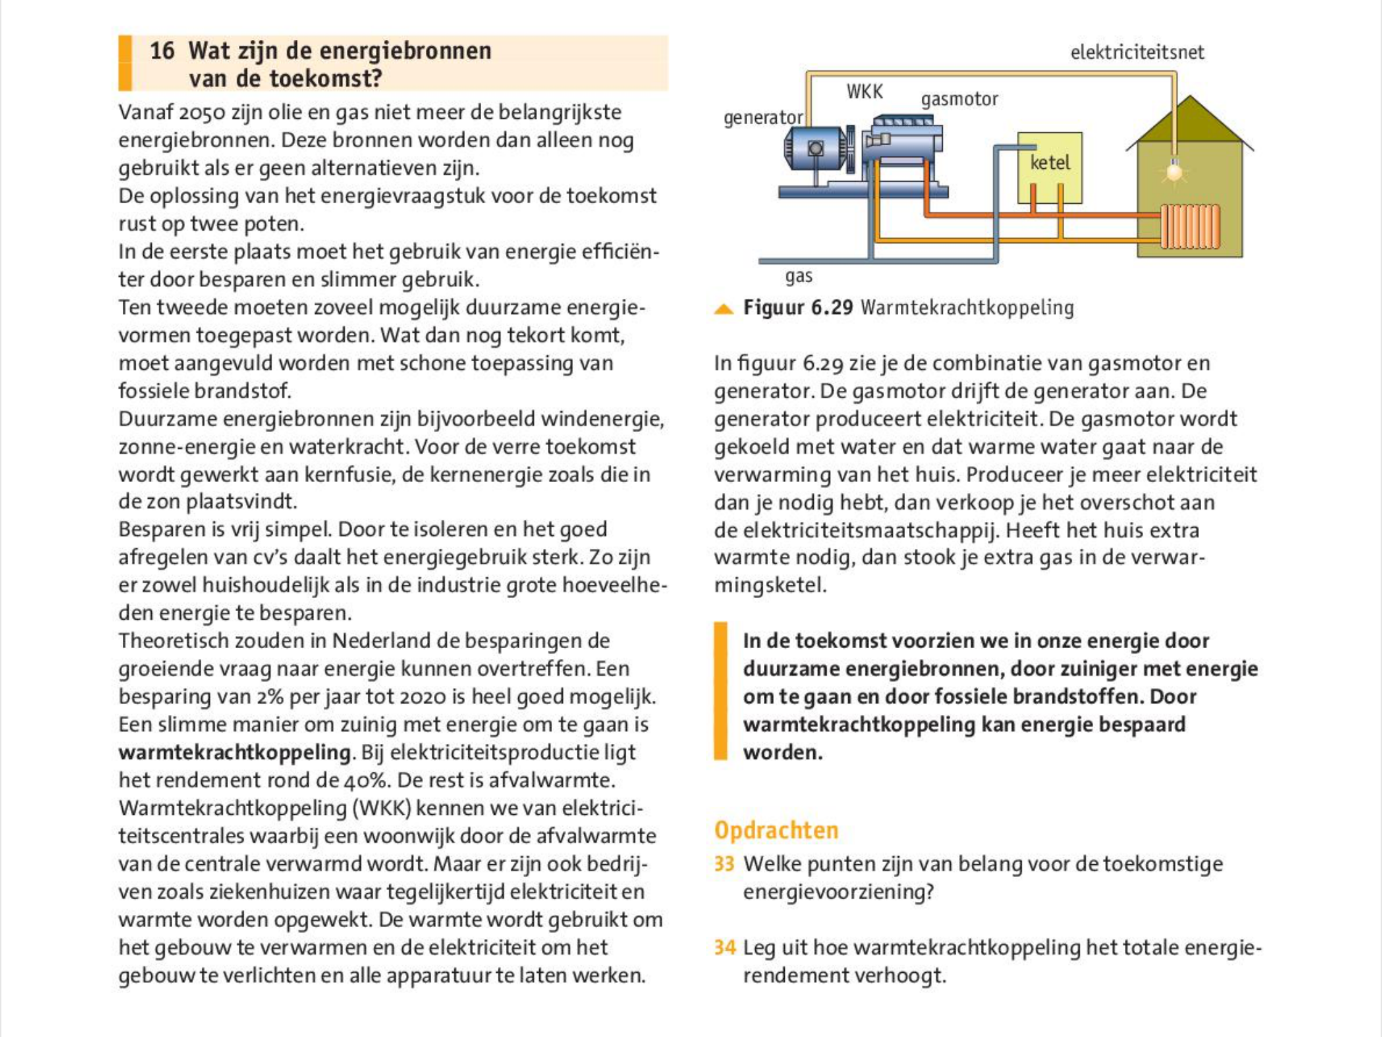 16 Wat zijn de energiebronnen
van de toekomst?
Vanaf 2050 zijn olie en gas niet meer de belangrijkste
energiebronnen. Deze bronnen worden dan alleen nog
gebruikt als er geen alternatieven zijn.
De oplossing van het energievraagstuk voor de toekomst
rust op twee poten.
In de eerste plaats moet het gebruik van energie efficiën-
ter door besparen en slimmer gebruik.
Ten tweede moeten zoveel mogelijk duurzame energie-
vormen toegepast worden. Wat dan nog tekort komt,
moet aangevuld worden met schone toepassing van
fossiele brandstof.
Duurzame energiebronnen zijn bijvoorbeeld windenergie,
zonne-energie en waterkracht. Voor de verre toekomst
wordt gewerkt aan kernfusie, de kernenergie zoals die in
de zon plaatsvindt.
Besparen is vrij simpel. Door te isoleren en het goed
afregelen van cv's daalt het energiegebruik sterk. Zo zijn
er zowel huishoudelijk als in de industrie grote hoeveelhe-
den energie te besparen.
Theoretisch zouden in Nederland de besparingen de
groeiende vraag naar energie kunnen overtreffen. Een
besparing van 2% per jaar tot 2020 is heel goed mogelijk.
Een slimme manier om zuinig met energie om te gaan is
warmtekrachtkoppeling. Bij elektriciteitsproductie ligt
het rendement rond de 40%. De rest is afvalwarmte.
Warmtekrachtkoppeling (WKK) kennen we van elektrici-
teitscentrales waarbij een woonwijk door de afvalwarmte
van de centrale verwarmd wordt. Maar er zijn ook bedrij-
ven zoals ziekenhuizen waar tegelijkertijd elektriciteit en
warmte worden opgewekt. De warmte wordt gebruikt om
het gebouw te verwarmen en de elektriciteit om het
gebouw te verlichten en alle apparatuur te laten werken.
elektriciteitsnet
WKK
gasmotor
generator
ketel
gas
Figuur 6.29 Warmtekrachtkoppeling
In figuur 6.29 zie je de combinatie van gasmotor en
generator. De gasmotor drijft de generator aan. De
generator produceert elektriciteit. De gasmotor wordt
gekoeld met water en dat warme water gaat naar de
verwarming van het huis. Produceer je meer elektriciteit
dan je nodig hebt, dan verkoop je het overschot aan
de elektriciteitsmaatschappij. Heeft het huis extra
warmte nodig, dan stook je extra gas in de verwar-
mingsketel.
In de toekomst voorzien we in onze energie door
duurzame energiebronnen, door zuiniger met energie
om te gaan en door fossiele brandstoffen. Door
warmtekrachtkoppeling kan energie bespaard
worden.
Opdrachten
33 Welke punten zijn van belang voor de toekomstige
energievoorziening?
34 Leg uit hoe warmtekrachtkoppeling het totale energie-
rendement verhoogt.